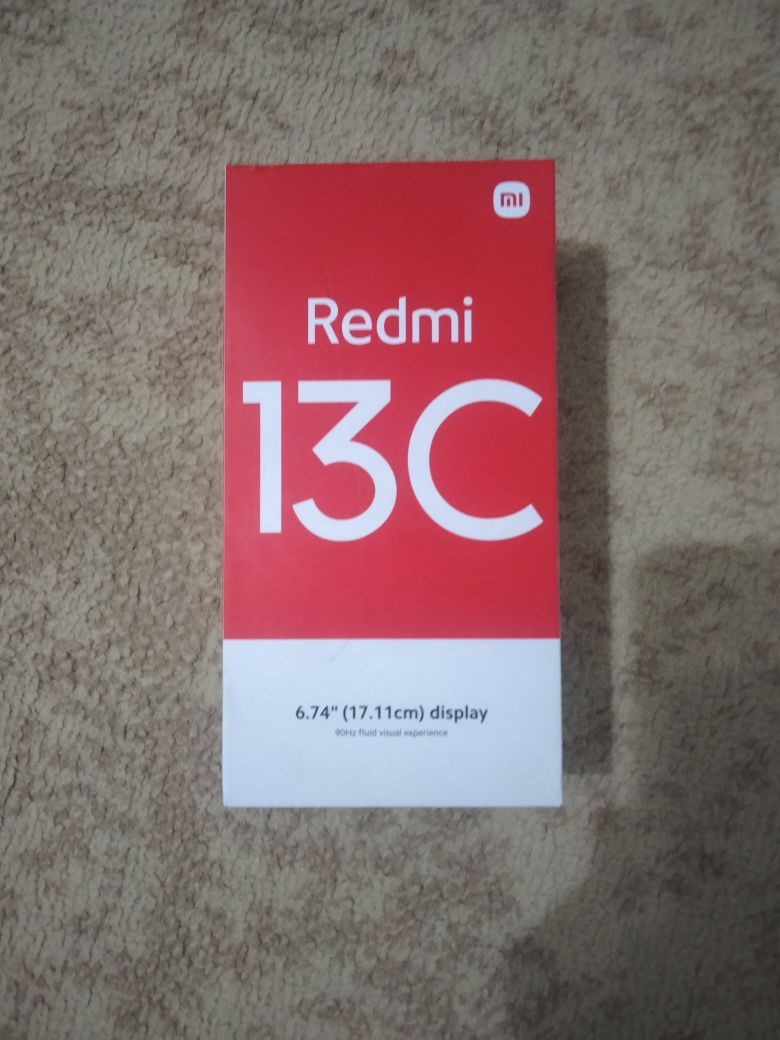 mi
Redmi
13C
6.74" (17.11cm) display
90Hz fluid visual experience